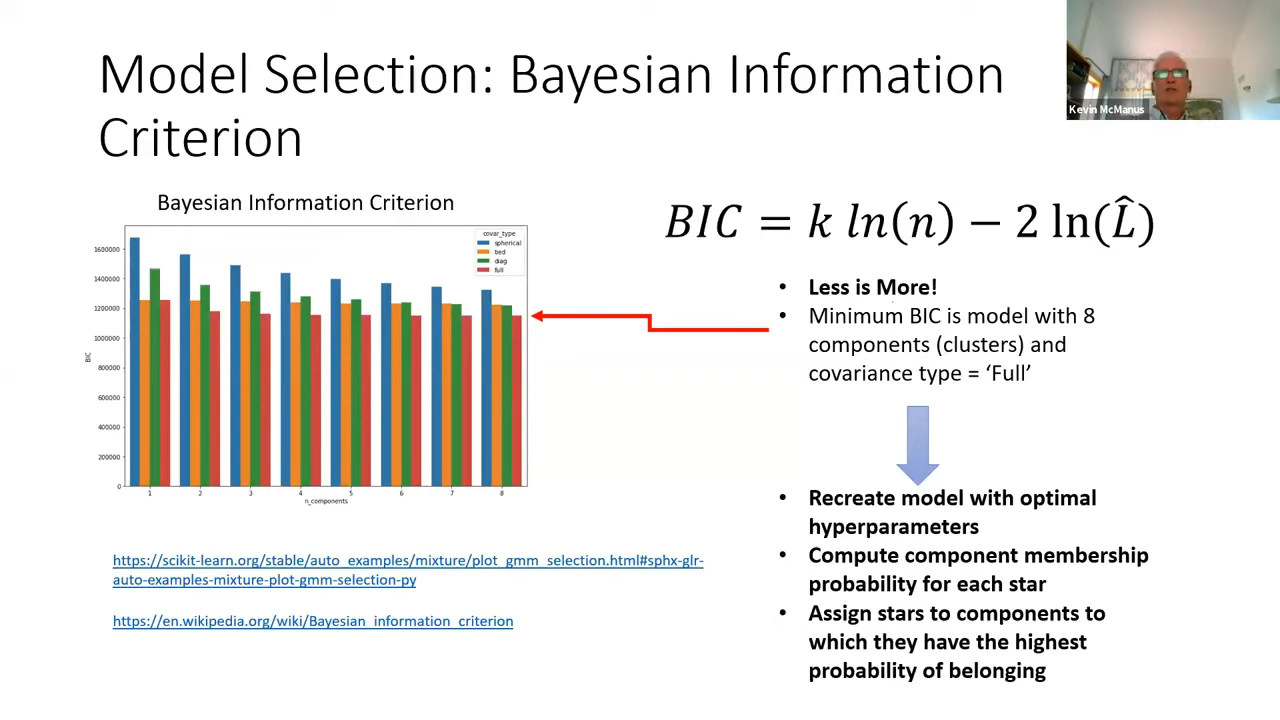 Model Selection: Bayesian Information
Criterion
Kevin McManus
Bayesian Information Criterion
covar_type
spherical
tied
diag
full
1600000
1400000
1200000
1000000
800000
600000
400000
200000
0
BIC
1 2 3 4 5 6 7 8
n_components
BIC = k ln(n) − 2 ln(L̂)
• Less is More!
• Minimum BIC is model with 8
components (clusters) and
covariance type = ‘Full’
• Recreate model with optimal
hyperparameters
• Compute component membership
probability for each star
• Assign stars to components to
which they have the highest
probability of belonging
https://scikit-learn.org/stable/auto_examples/mixture/plot_gmm_selection.html#sphx-glr-
auto-examples-mixture-plot-gmm-selection-py
https://en.wikipedia.org/wiki/Bayesian_information_criterion